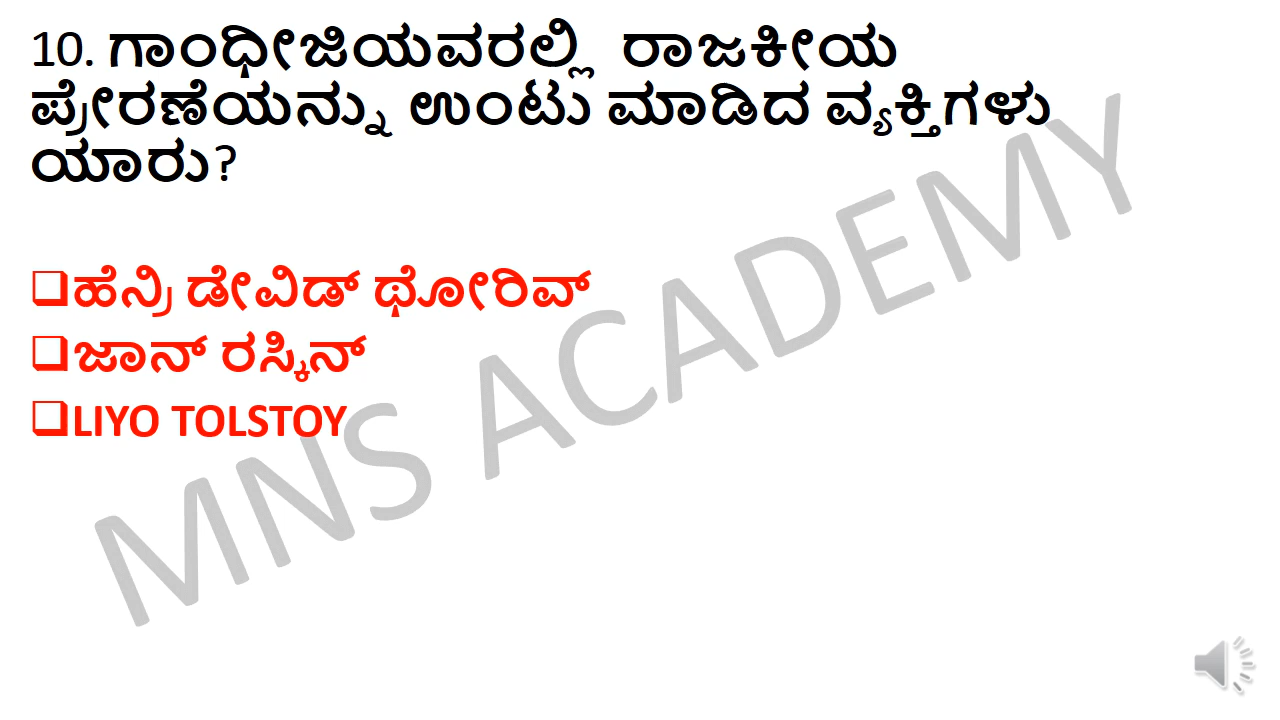 10. ಗಾಂಧೀಜಿಯವರಲ್ಲಿ ರಾಜಕೀಯ
ಪ್ರೇರಣೆಯನ್ನು ಉಂಟು ಮಾಡಿದ ವ್ಯಕ್ತಿಗಳು
ಯಾರು?
❑ಹೆನ್ರಿ ಡೇವಿಡ್ ಥೋರಿವ್
❑ಜಾನ್ ರಸ್ಕಿನ್
❑LIYO TOLSTOY
MNS ACADEMY